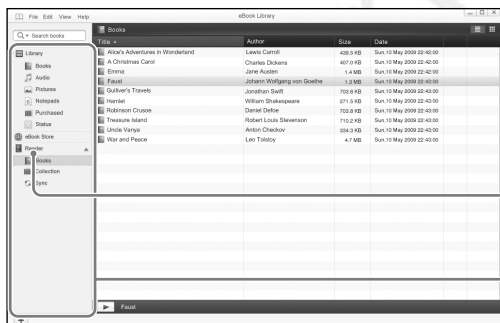 File Edit View Help
eBook Library
Search books
Books
Title Author Size Date
Library
Books
Audio
Pictures
Notepads
Purchased
Status
eBook Store
Reader
Books
Collection
Sync
Alice's Adventures in Wonderland Lewis Carroll 439.5 KB Sun,10 May 2009 22:42:00
A Christmas Carol Charles Dickens 407.0 KB Sun,10 May 2009 22:42:00
Emma Jane Austen 1.4 MB Sun,10 May 2009 22:42:00
Faust Johann Wolfgang von Goethe 1.3 MB Sun,10 May 2009 22:43:00
Gulliver's Travels Jonathan Swift 703.8 KB Sun,10 May 2009 22:43:00
Hamlet William Shakespeare 271.5 KB Sun,10 May 2009 22:43:00
Robinson Crusoe Daniel Defoe 703.8 KB Sun,10 May 2009 22:43:00
Treasure Island Robert Louis Stevenson 710.2 KB Sun,10 May 2009 22:43:00
Uncle Vanya Anton Checkov 334.3 KB Sun,10 May 2009 22:43:00
War and Peace Leo Tolstoy 4.7 MB Sun,10 May 2009 22:43:00
Faust